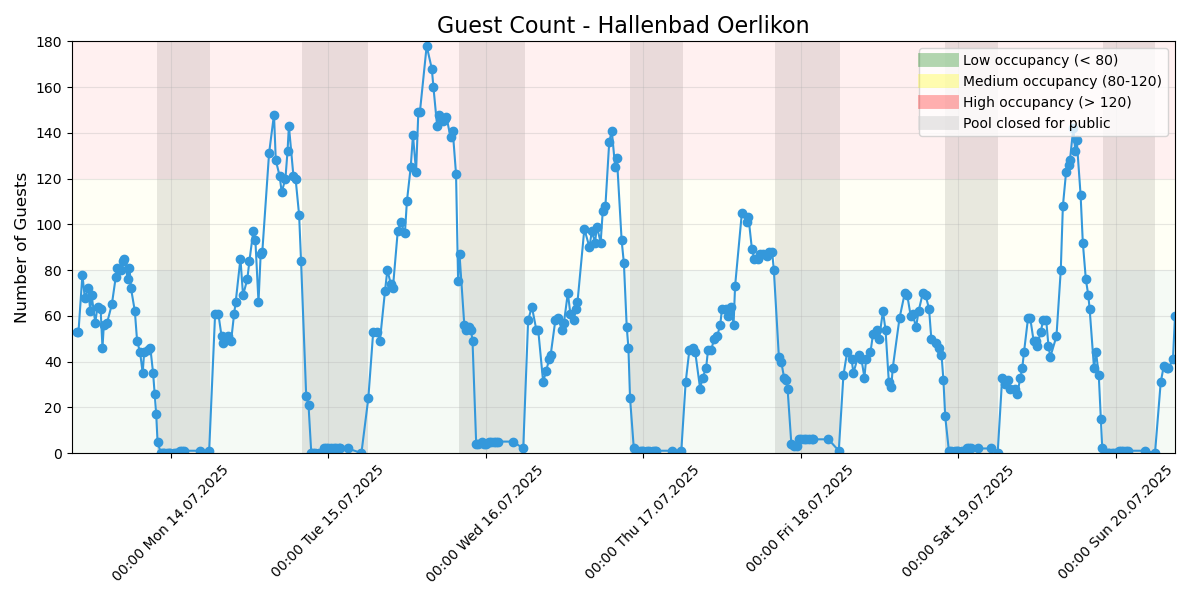 Guest Count - Hallenbad Oerlikon
Number of Guests
180
160
140
120
100
80
60
40
20
0
Low occupancy (< 80)
Medium occupancy (80-120)
High occupancy (> 120)
Pool closed for public
00:00 Mon 14.07.2025
00:00 Tue 15.07.2025
00:00 Wed 16.07.2025
00:00 Thu 17.07.2025
00:00 Fri 18.07.2025
00:00 Sat 19.07.2025
00:00 Sun 20.07.2025